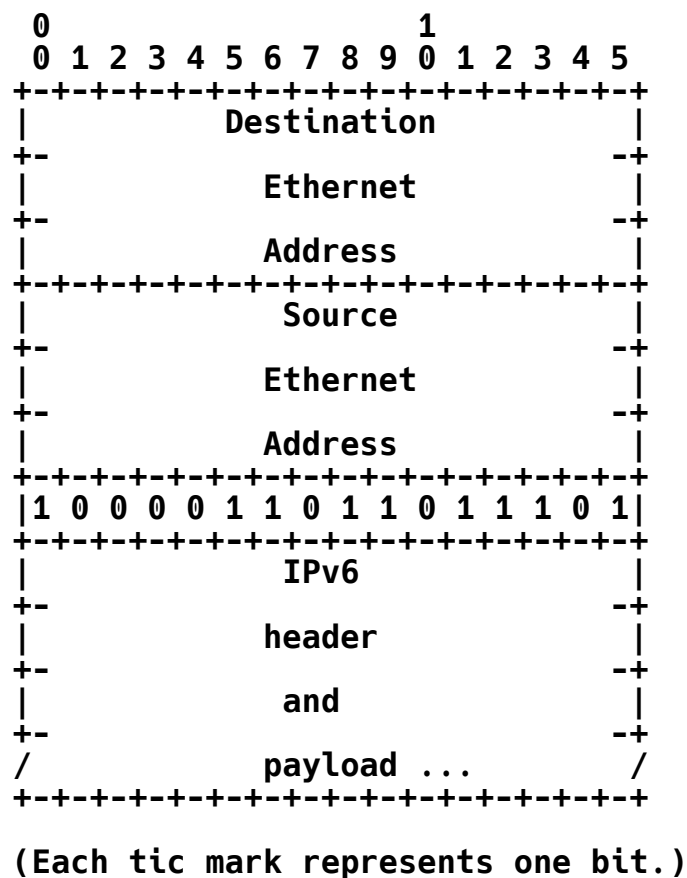 0                   1
 0 1 2 3 4 5 6 7 8 9 0 1 2 3 4 5
+-+-+-+-+-+-+-+-+-+-+-+-+-+-+-+-+
|          Destination          |
+-                             -+
|            Ethernet           |
+-                             -+
|            Address            |
+-+-+-+-+-+-+-+-+-+-+-+-+-+-+-+-+
|             Source            |
+-                             -+
|            Ethernet           |
+-                             -+
|            Address            |
+-+-+-+-+-+-+-+-+-+-+-+-+-+-+-+-+
|1 0 0 0 0 1 1 0 1 1 0 1 1 1 0 1|
+-+-+-+-+-+-+-+-+-+-+-+-+-+-+-+-+
|             IPv6              |
+-                             -+
|            header             |
+-                             -+
|             and               |
+-                             -+
/            payload ...        /
+-+-+-+-+-+-+-+-+-+-+-+-+-+-+-+-+
(Each tic mark represents one bit.)